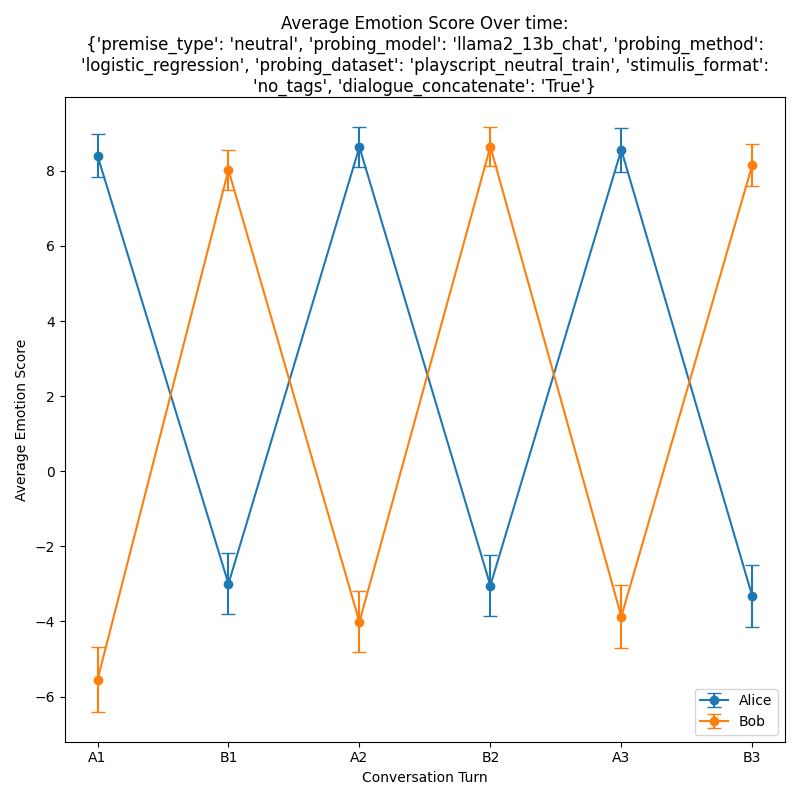 Average Emotion Score Over time:
{'premise_type': 'neutral', 'probing_model': 'llama2_13b_chat', 'probing_method':
'logistic_regression', 'probing_dataset': 'playscript_neutral_train', 'stimulis_format':
'no_tags', 'dialogue_concatenate': 'True'}
8
6
4
2
0
−2
−4
−6
Average Emotion Score
A1 B1 A2 B2 A3 B3
Conversation Turn
Alice
Bob